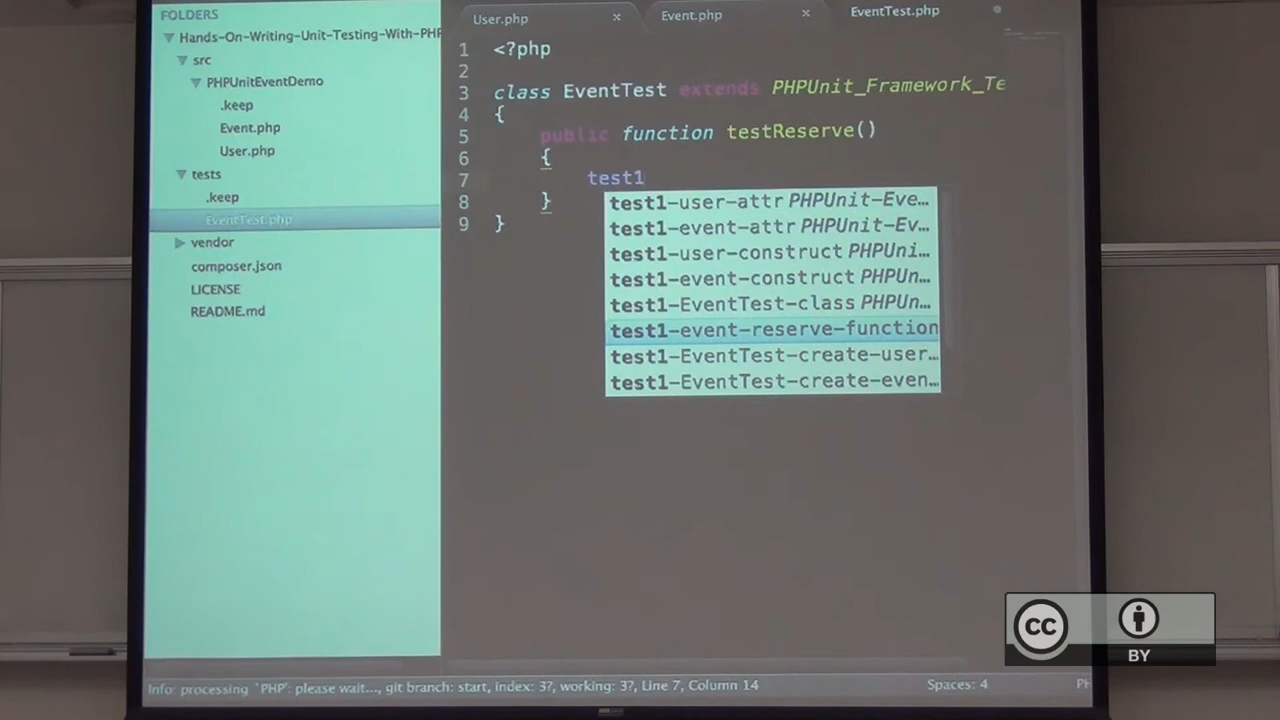 FOLDERS
Hands-On-Writing-Unit-Testing-With-PHP
src
PHPUnitEventDemo
.keep
Event.php
User.php
tests
.keep
EventTest.php
vendor
composer.json
LICENSE
README.md
User.php ×
Event.php ×
EventTest.php
1 <?php
2
3 class EventTest extends PHPUnit_Framework_Te
4 {
5 public function testReserve()
6 {
7 test1
8 }
9 }
test1-user-attr PHPUnit-Eve…
test1-event-attr PHPUnit-Ev…
test1-user-construct PHPUni…
test1-event-construct PHPUn…
test1-EventTest-class PHPUn…
test1-event-reserve-function
test1-EventTest-create-user…
test1-EventTest-create-even…
Info: processing `PHP': please wait..., git branch: start, index: 3?, working: 3?, Line 7, Column 14
Spaces: 4
PH
CC
BY